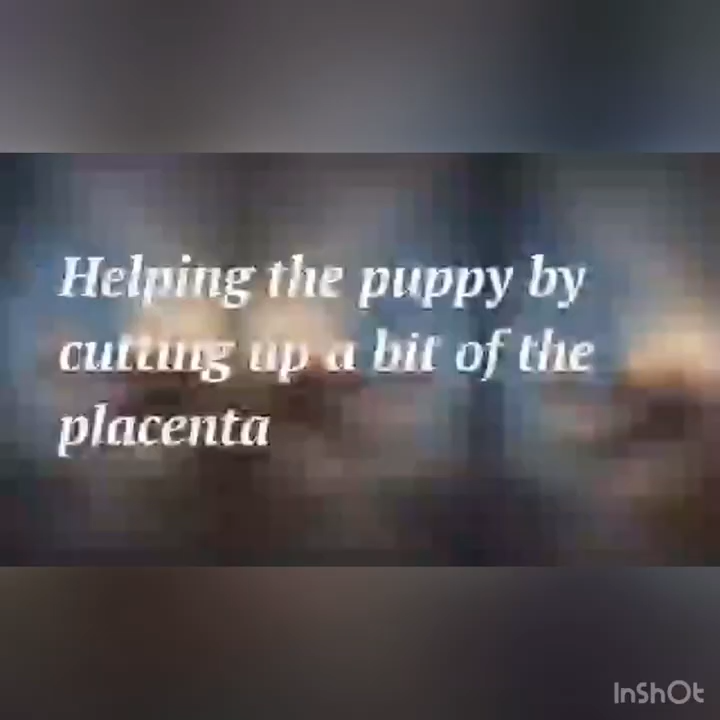 Helping the puppy by
cutting up a bit of the
placenta
InShOt